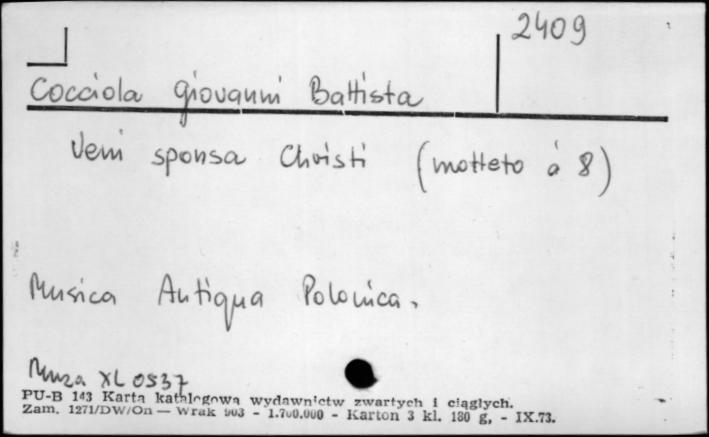 2409
Cocciola Giovanni Battista
Veni sponsa Christi (motteto á 8)
Musica Antiqua Polonica.
Muza XL 0537
PU-B 143 Karta katalogowa wydawnictw zwartych i ciągłych.
Zam. 1271/DW/On — Wrak 903 - 1.700.000 - Karton 3 kl. 180 g. - IX.73.